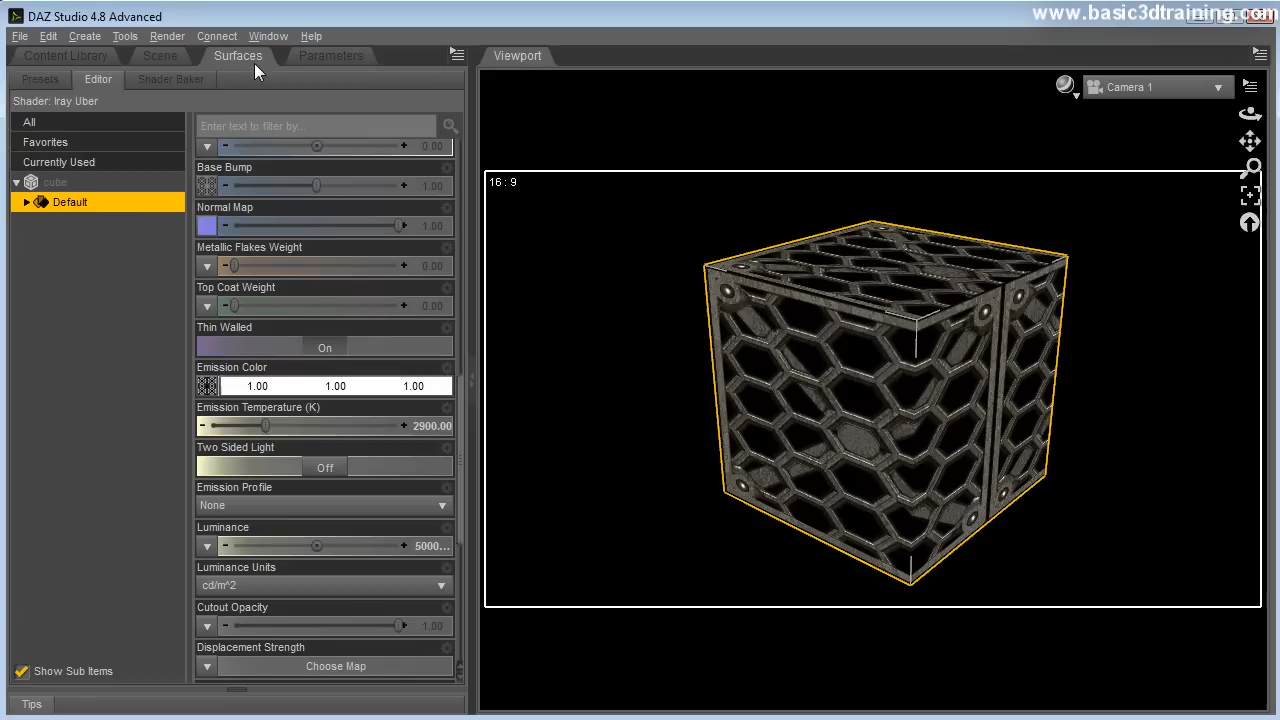 DAZ Studio 4.8 Advanced
www.basic3dtraining.com
File Edit Create Tools Render Connect Window Help
Content Library Scene Surfaces Parameters Viewport
Presets Editor Shader Baker
Camera 1
Shader: Iray Uber
All
Favorites
Currently Used
cube
Default
Enter text to filter by...
0.00
Base Bump
1.00
Normal Map
1.00
Metallic Flakes Weight
0.00
Top Coat Weight
0.00
Thin Walled
On
Emission Color
1.00 1.00 1.00
Emission Temperature (K)
2900.00
Two Sided Light
Off
Emission Profile
None
Luminance
5000...
Luminance Units
cd/m^2
Cutout Opacity
1.00
Displacement Strength
Choose Map
16 : 9
Show Sub Items
Tips